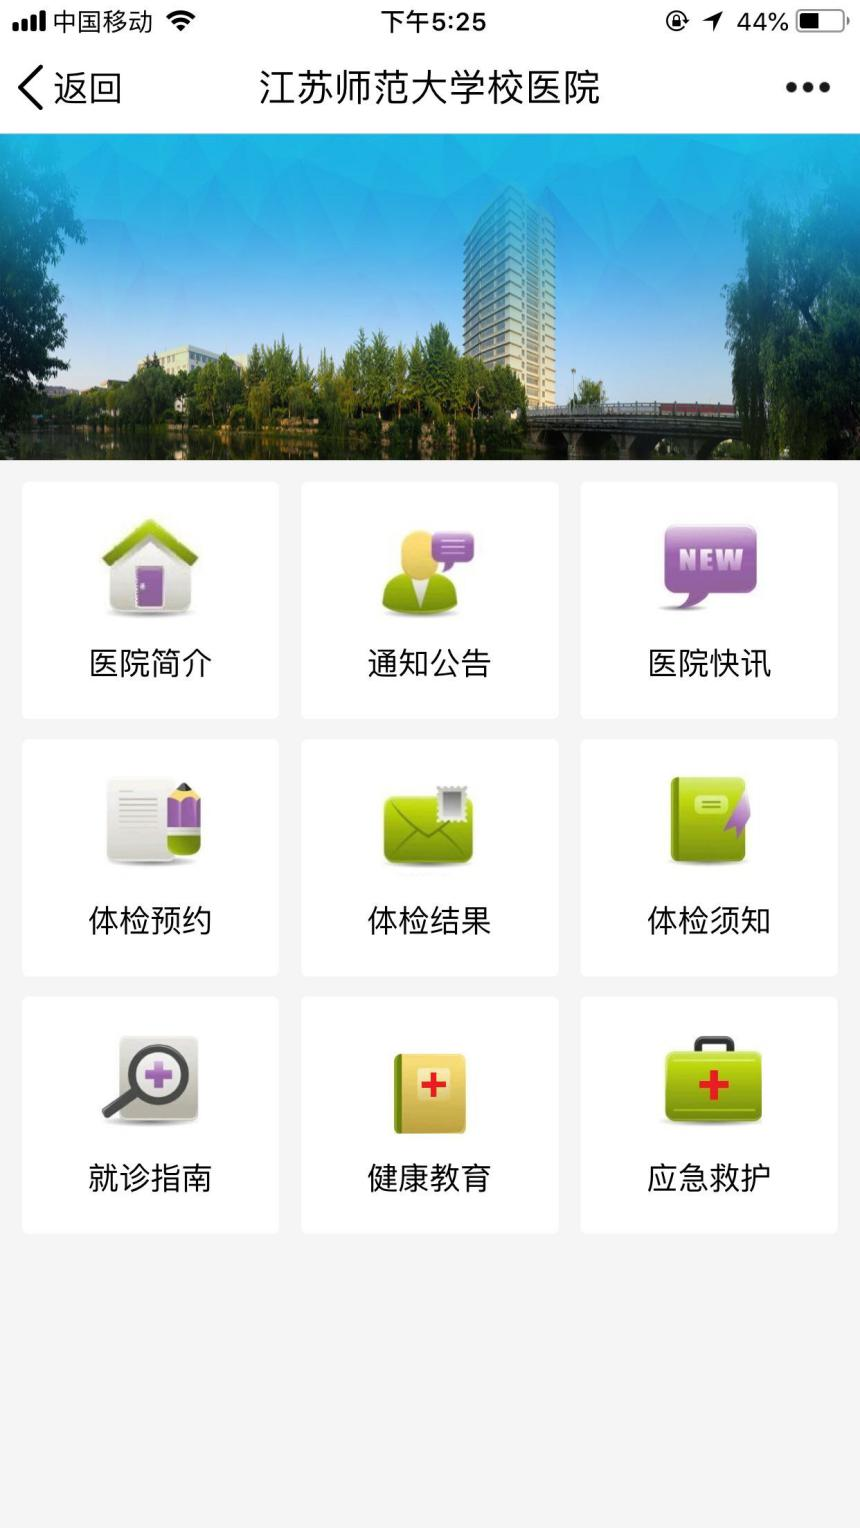 中国移动 下午5:25 44%
返回 江苏师范大学校医院
NEW
医院简介 通知公告 医院快讯
体检预约 体检结果 体检须知
就诊指南 健康教育 应急救护